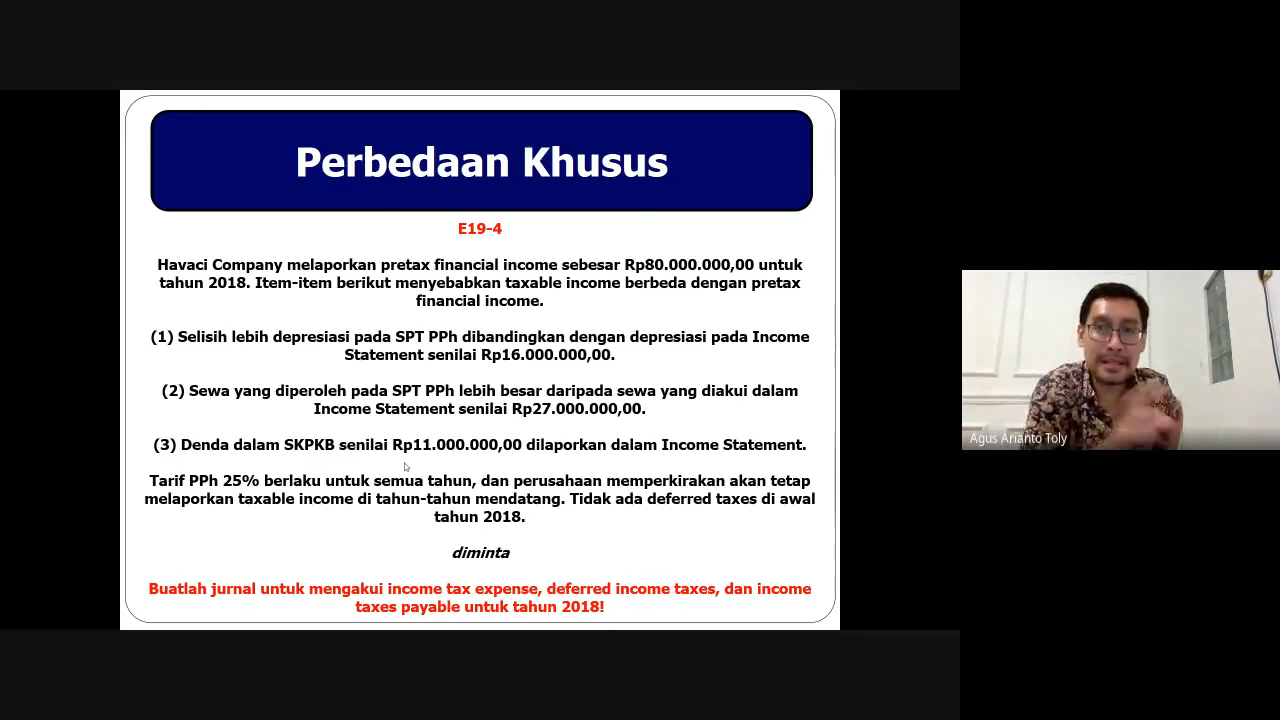 Perbedaan Khusus
E19-4
Havaci Company melaporkan pretax financial income sebesar Rp80.000.000,00 untuk
tahun 2018. Item-item berikut menyebabkan taxable income berbeda dengan pretax
financial income.
(1) Selisih lebih depresiasi pada SPT PPh dibandingkan dengan depresiasi pada Income
Statement senilai Rp16.000.000,00.
(2) Sewa yang diperoleh pada SPT PPh lebih besar daripada sewa yang diakui dalam
Income Statement senilai Rp27.000.000,00.
(3) Denda dalam SKPKB senilai Rp11.000.000,00 dilaporkan dalam Income Statement.
Tarif PPh 25% berlaku untuk semua tahun, dan perusahaan memperkirakan akan tetap
melaporkan taxable income di tahun-tahun mendatang. Tidak ada deferred taxes di awal
tahun 2018.
diminta
Buatlah jurnal untuk mengakui income tax expense, deferred income taxes, dan income
taxes payable untuk tahun 2018!
Agus Arianto Toly